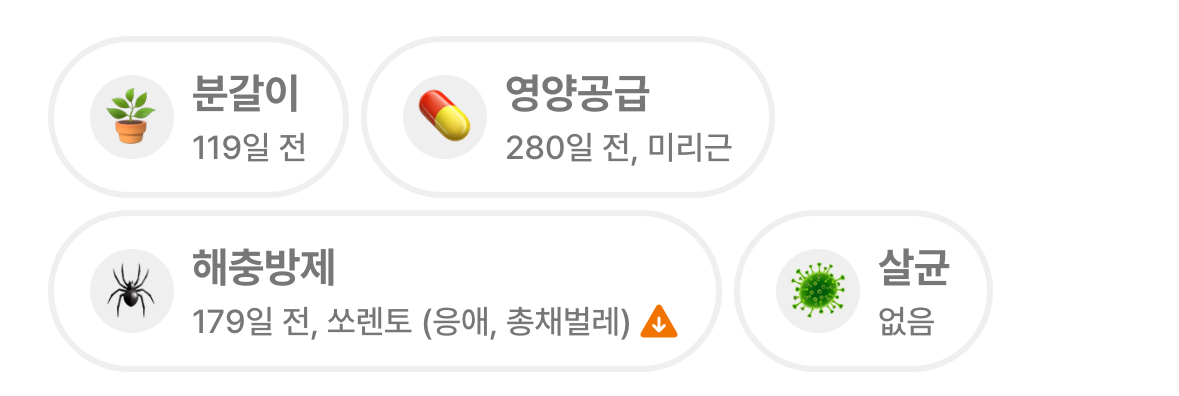 분갈이
119일 전
영양공급
280일 전, 미리근
해충방제
179일 전, 쏘렌토 (응애, 총채벌레)
살균
없음